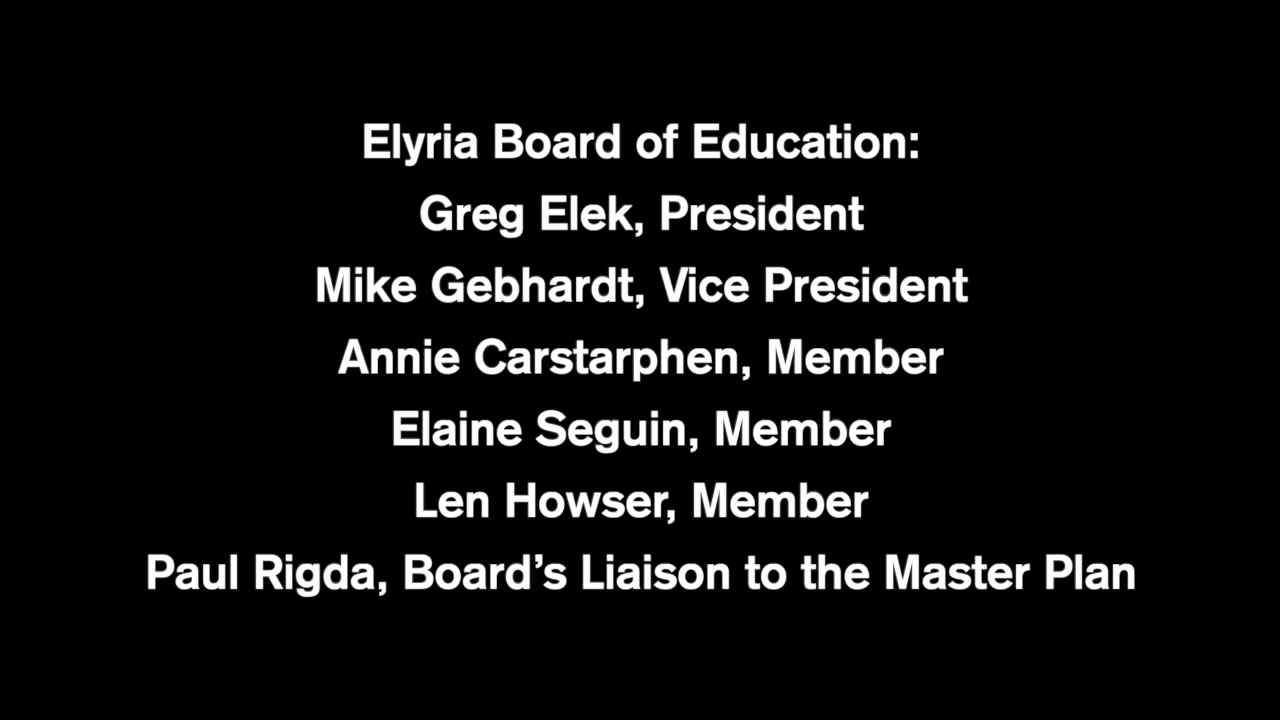 Elyria Board of Education:
Greg Elek, President
Mike Gebhardt, Vice President
Annie Carstarphen, Member
Elaine Seguin, Member
Len Howser, Member
Paul Rigda, Board’s Liaison to the Master Plan